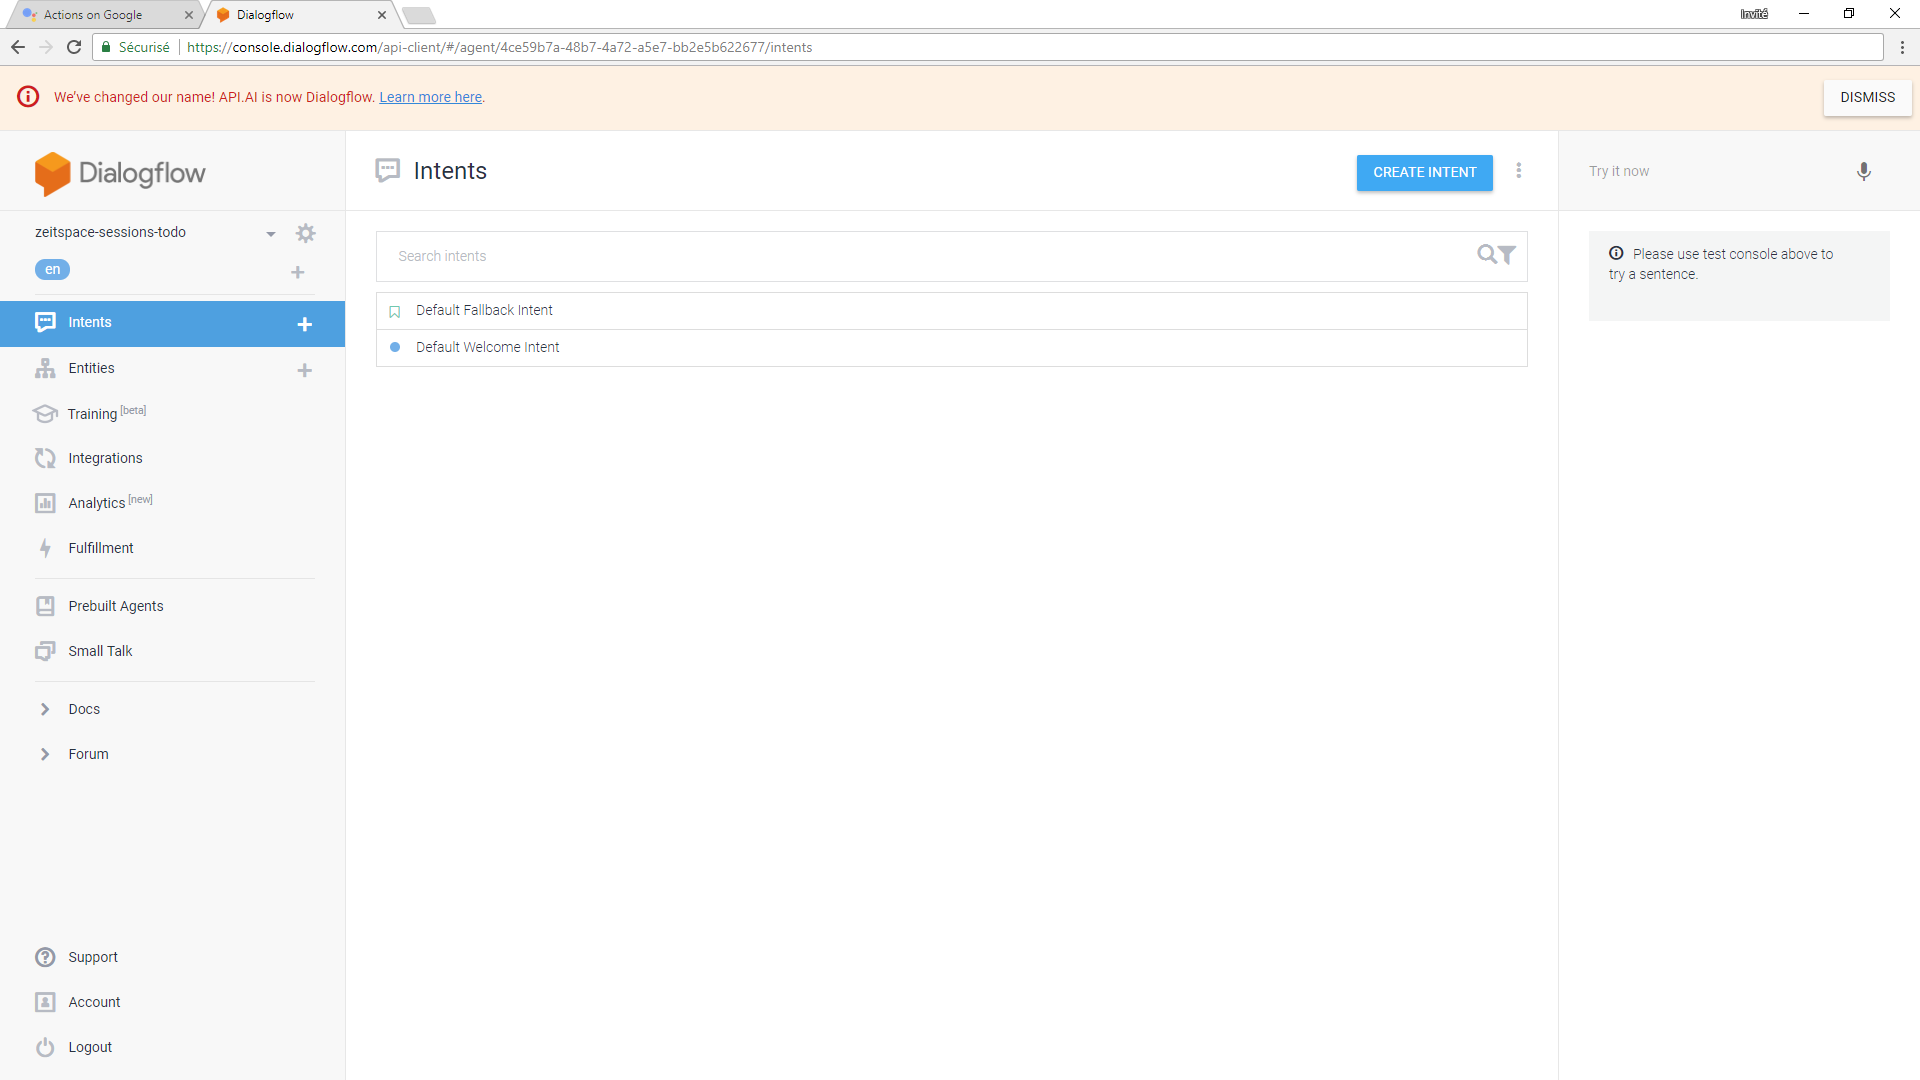 Actions on Google
Dialogflow
Invité
Sécurisé
https://console.dialogflow.com/api-client/#/agent/4ce59b7a-48b7-4a72-a5e7-bb2e5b622677/intents
We've changed our name! API.AI is now Dialogflow. Learn more here.
DISMISS
Dialogflow
zeitspace-sessions-todo
en
Intents
Entities
Training [beta]
Integrations
Analytics [new]
Fulfillment
Prebuilt Agents
Small Talk
Docs
Forum
Support
Account
Logout
Intents
CREATE INTENT
Search intents
Default Fallback Intent
Default Welcome Intent
Try it now
Please use test console above to
try a sentence.